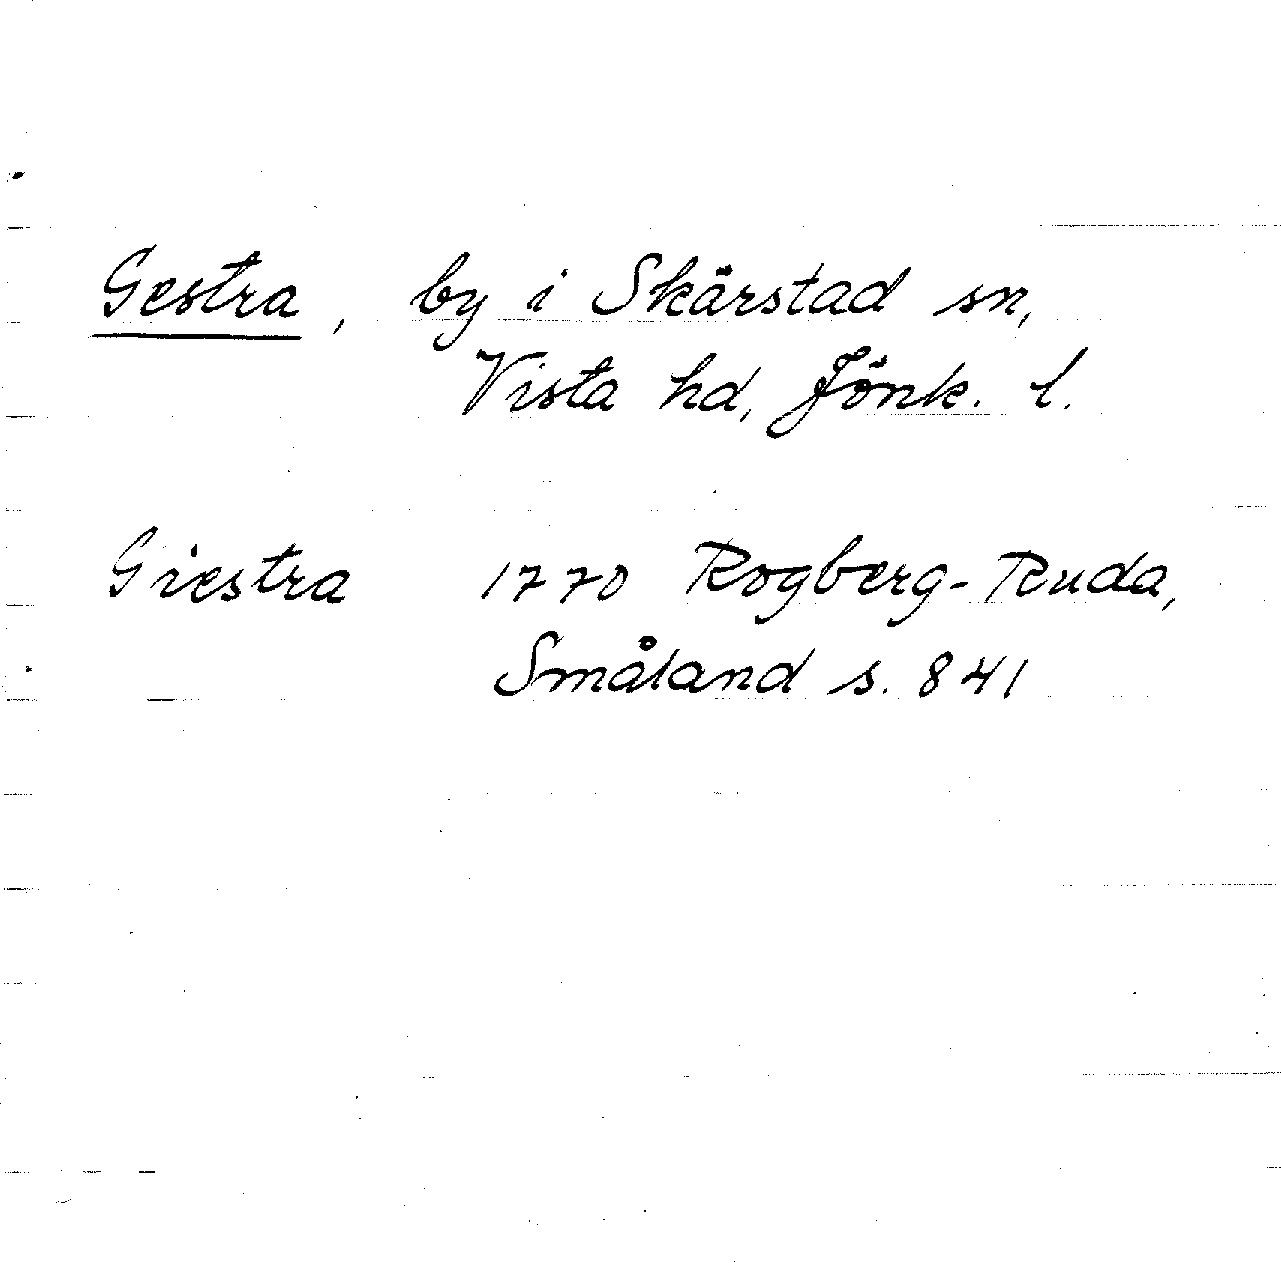 Gestra, by i Skärstad sn,
Vista hd, Jönk. l.
Giestra 1770 Rogberg-Ruda,
Småland s. 841